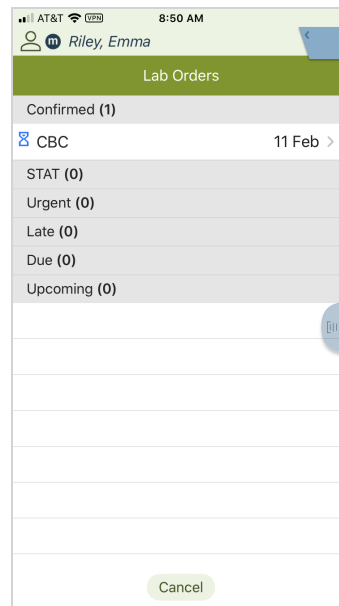 AT&T VPN 8:50 AM
m Riley, Emma
Lab Orders
Confirmed (1)
CBC 11 Feb
STAT (0)
Urgent (0)
Late (0)
Due (0)
Upcoming (0)
Cancel